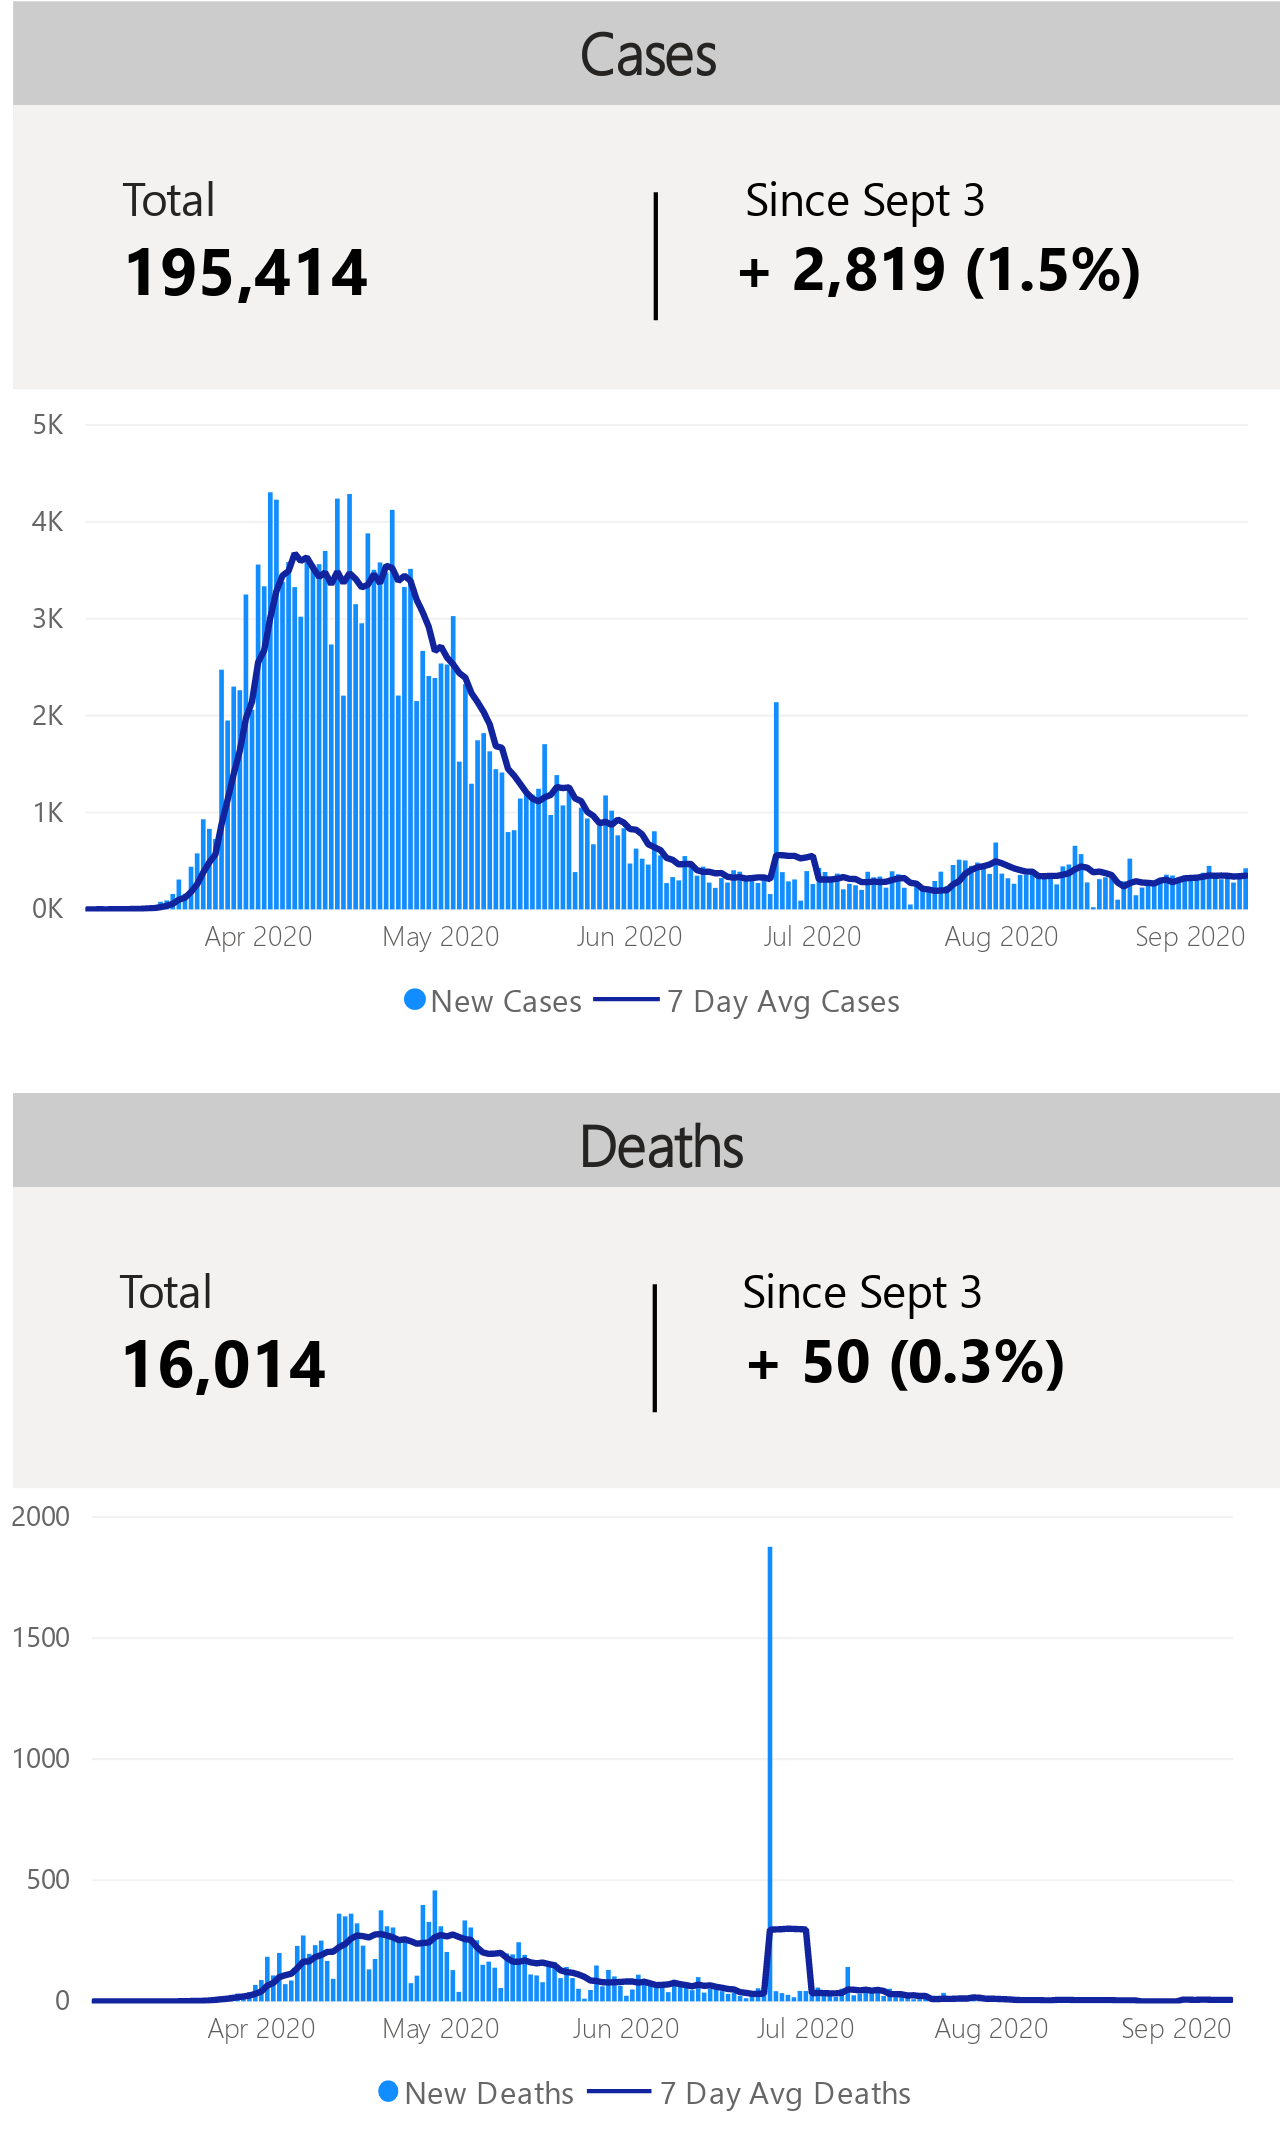 Cases
Total
195,414
Since Sept 3
+ 2,819 (1.5%)
5K
4K
3K
2K
1K
0K
Apr 2020 May 2020 Jun 2020 Jul 2020 Aug 2020 Sep 2020
New Cases 7 Day Avg Cases
Deaths
Total
16,014
Since Sept 3
+ 50 (0.3%)
2000
1500
1000
500
0
Apr 2020 May 2020 Jun 2020 Jul 2020 Aug 2020 Sep 2020
New Deaths 7 Day Avg Deaths